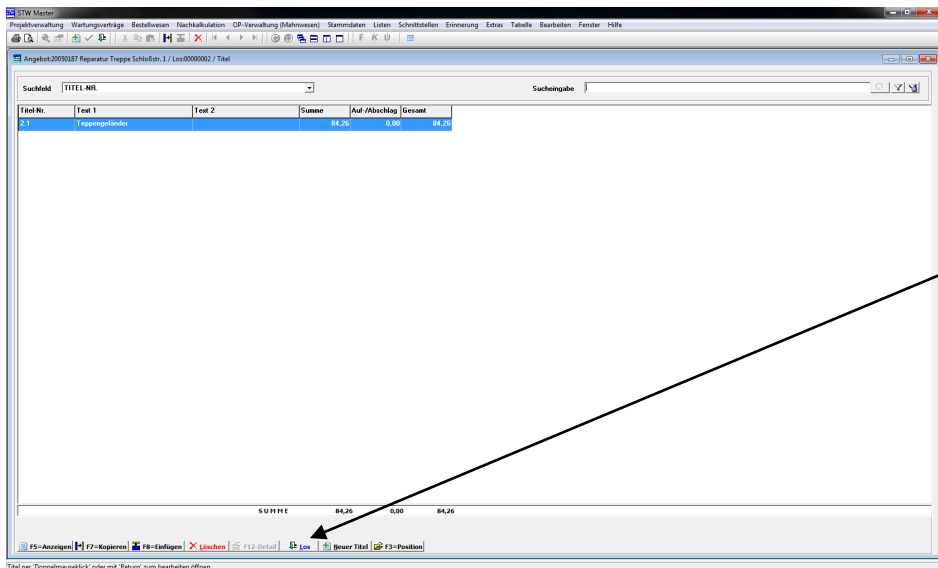 STW Master
Projektverwaltung Wartungsverträge Bestellwesen Nachkalkulation OP-Verwaltung (Mahnwesen) Stammdaten Listen Schnittstellen Erinnerung Extras Tabelle Bearbeiten Fenster Hilfe
F K U
Angebot:20050187 Reparatur Treppe Schloßstr. 1 / Los:00000002 / Titel
Suchfeld TITEL-NR. Sucheingabe
Titel-Nr. Text 1 Text 2 Summe Auf-/Abschlag Gesamt
2.1 Teppengeländer 84,26 0,00 84,26
SUMME 84,26 0,00 84,26
F5=Anzeigen F7=Kopieren F8=Einfügen Löschen F12-Detail Los Neuer Titel F3=Position
Titel per 'Doppelmauseklick' oder mit 'Return' zum bearbeiten öffnen